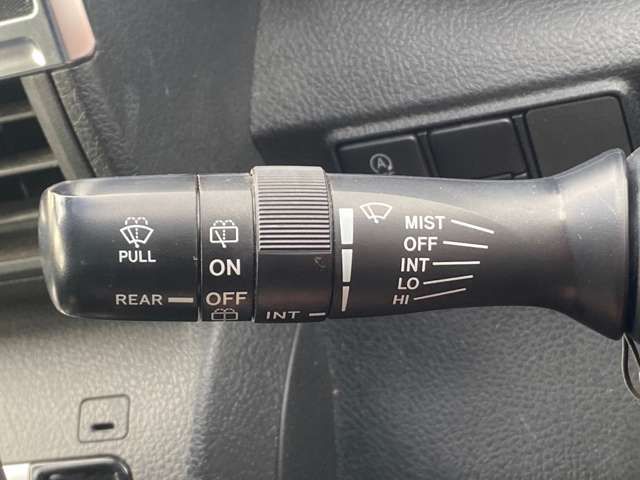 PULL
REAR
ON
OFF
INT
MIST
OFF
INT
LO
HI